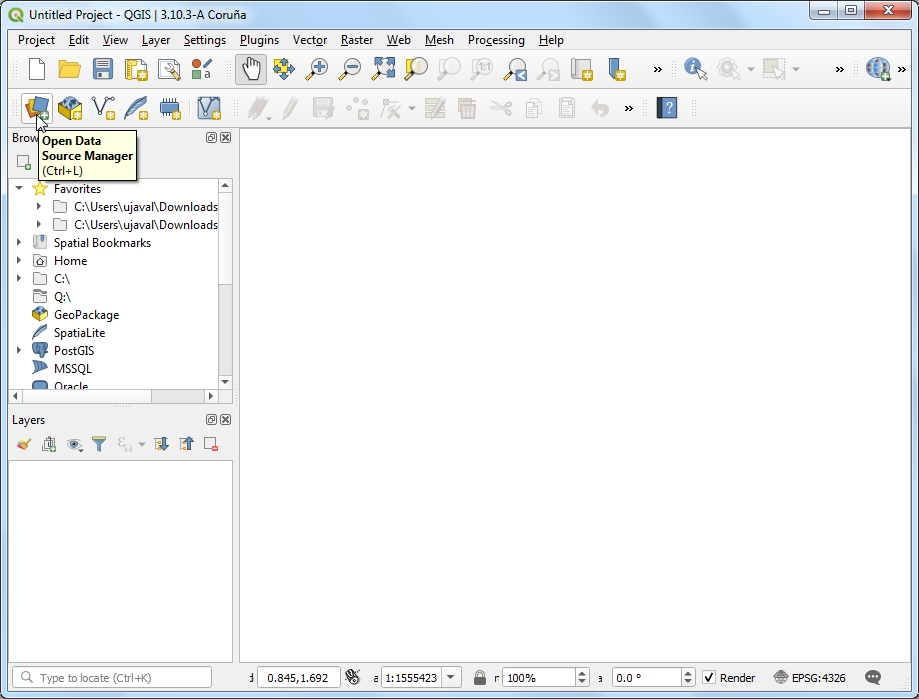 Untitled Project - QGIS | 3.10.3-A Coruña
Project Edit View Layer Settings Plugins Vector Raster Web Mesh Processing Help
a
1:1
» » »
»
?
Brow
Open Data
Source Manager
(Ctrl+L)
Favorites
C:\Users\ujaval\Downloads
C:\Users\ujaval\Downloads
Spatial Bookmarks
Home
C:\
Q:\
GeoPackage
SpatiaLite
PostGIS
MSSQL
Oracle
Layers
Type to locate (Ctrl+K) 0.845,1.692 a 1:1555423 100% a 0.0 ° Render EPSG:4326